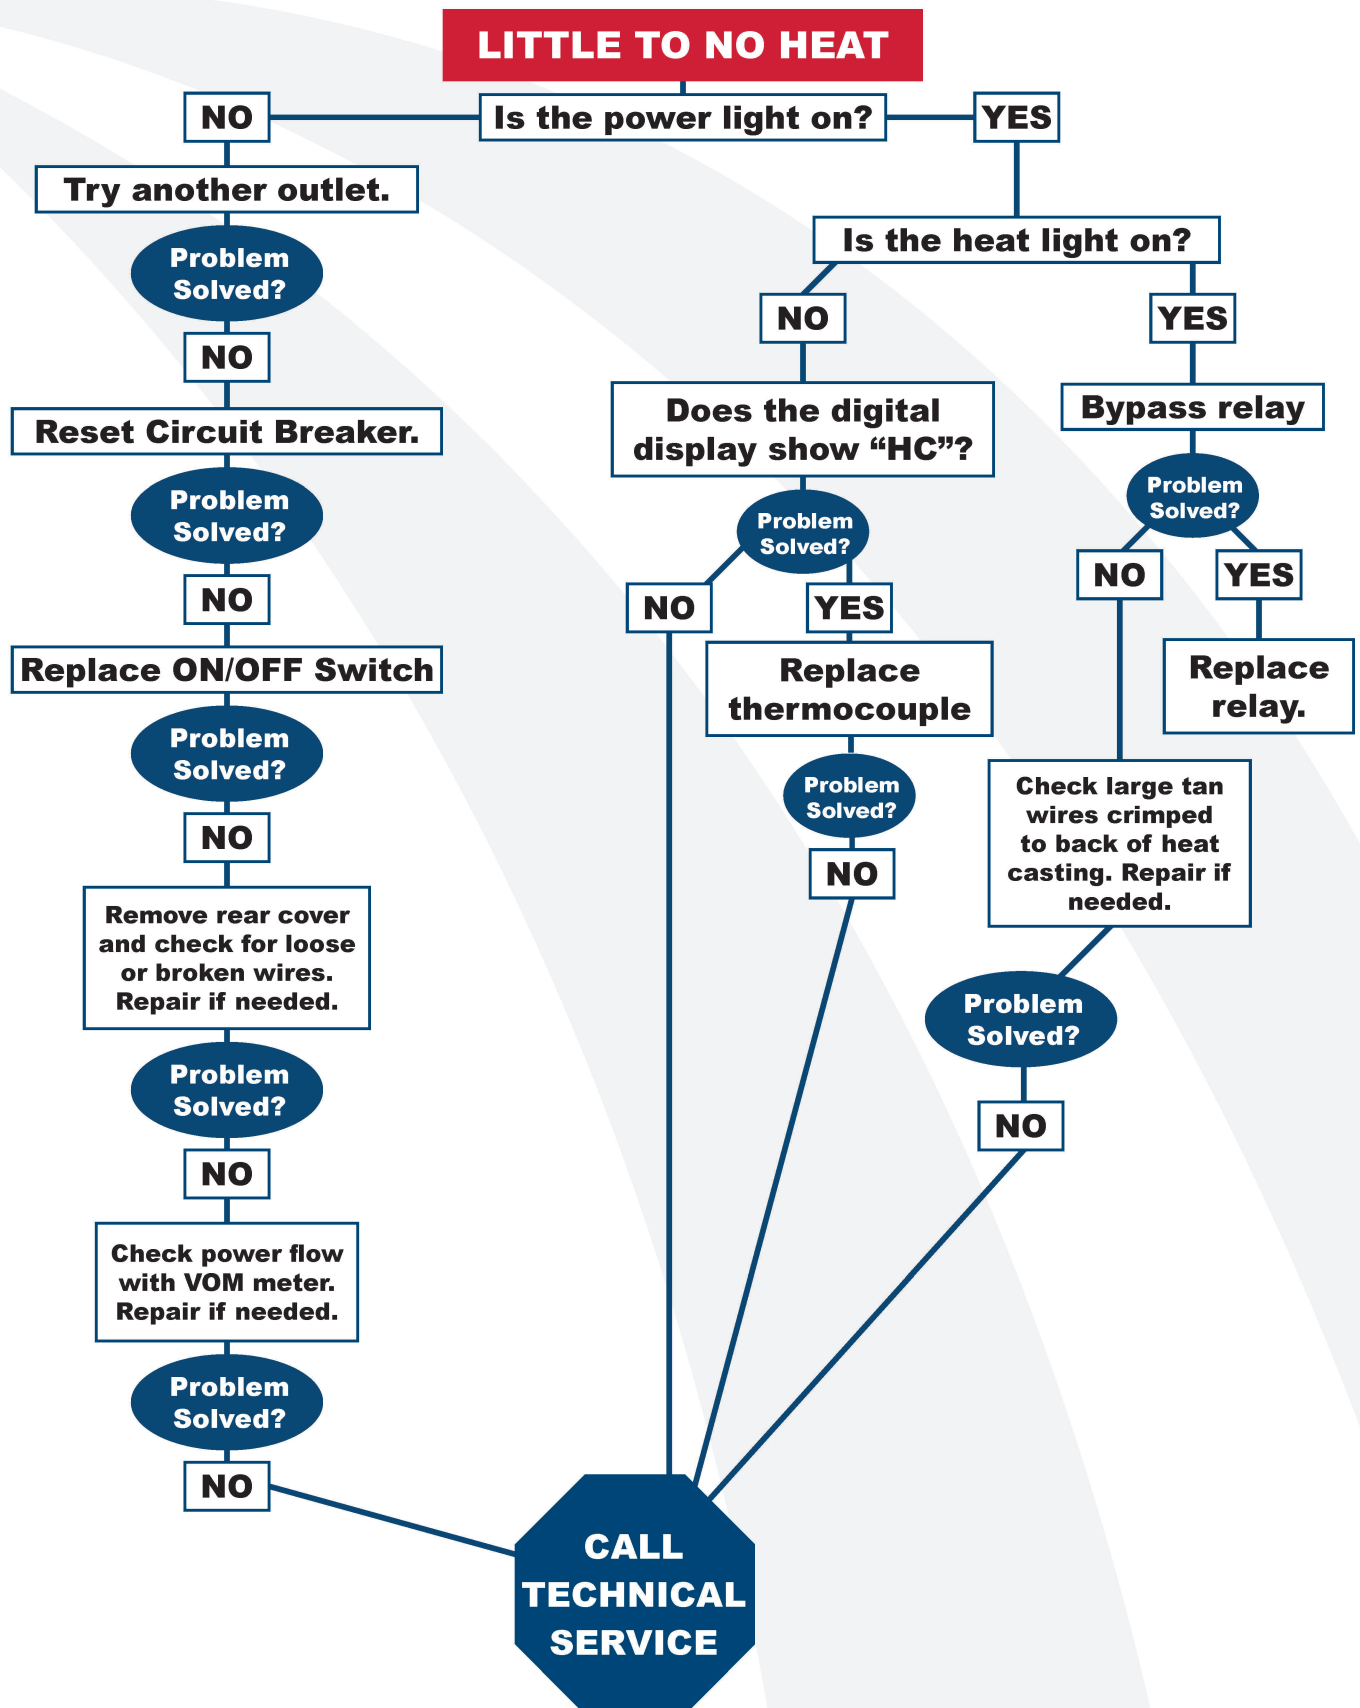 LITTLE TO NO HEAT
NO
Is the power light on?
YES
Try another outlet.
Problem
Solved?
NO
Reset Circuit Breaker.
Problem
Solved?
NO
Replace ON/OFF Switch
Problem
Solved?
NO
Remove rear cover
and check for loose
or broken wires.
Repair if needed.
Problem
Solved?
NO
Check power flow
with VOM meter.
Repair if needed.
Problem
Solved?
NO
Is the heat light on?
NO
Does the digital
display show “HC”?
Problem
Solved?
NO
YES
Replace
thermocouple
Problem
Solved?
NO
YES
Bypass relay
Problem
Solved?
NO
YES
Replace
relay.
Check large tan
wires crimped
to back of heat
casting. Repair if
needed.
Problem
Solved?
NO
CALL
TECHNICAL
SERVICE